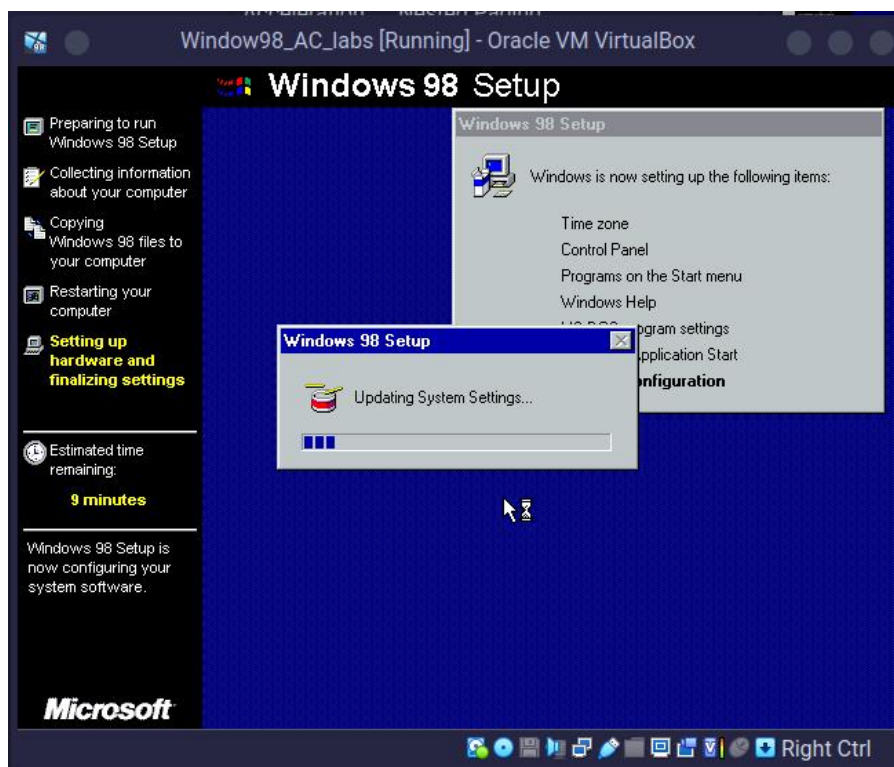 Window98_AC_labs [Running] - Oracle VM VirtualBox
Windows 98 Setup
Preparing to run
Windows 98 Setup
Collecting information
about your computer
Copying
Windows 98 files to
your computer
Restarting your
computer
Setting up
hardware and
finalizing settings
Estimated time
remaining:
9 minutes
Windows 98 Setup is
now configuring your
system software.
Microsoft
Windows 98 Setup
Windows is now setting up the following items:
Time zone
Control Panel
Programs on the Start menu
Windows Help
settings
Start
Windows 98 Setup
Updating System Settings...
Right Ctrl